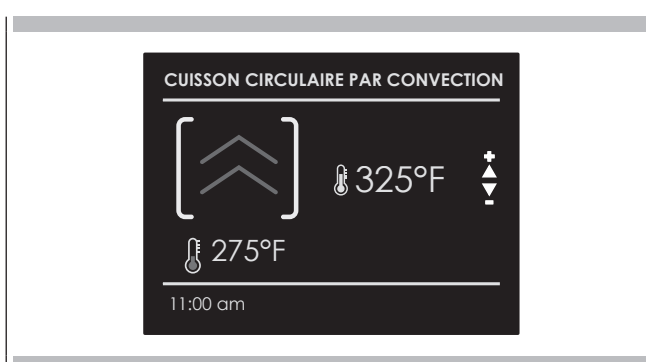 CUISSON CIRCULAIRE PAR CONVECTION
325°F
275°F
11:00 am